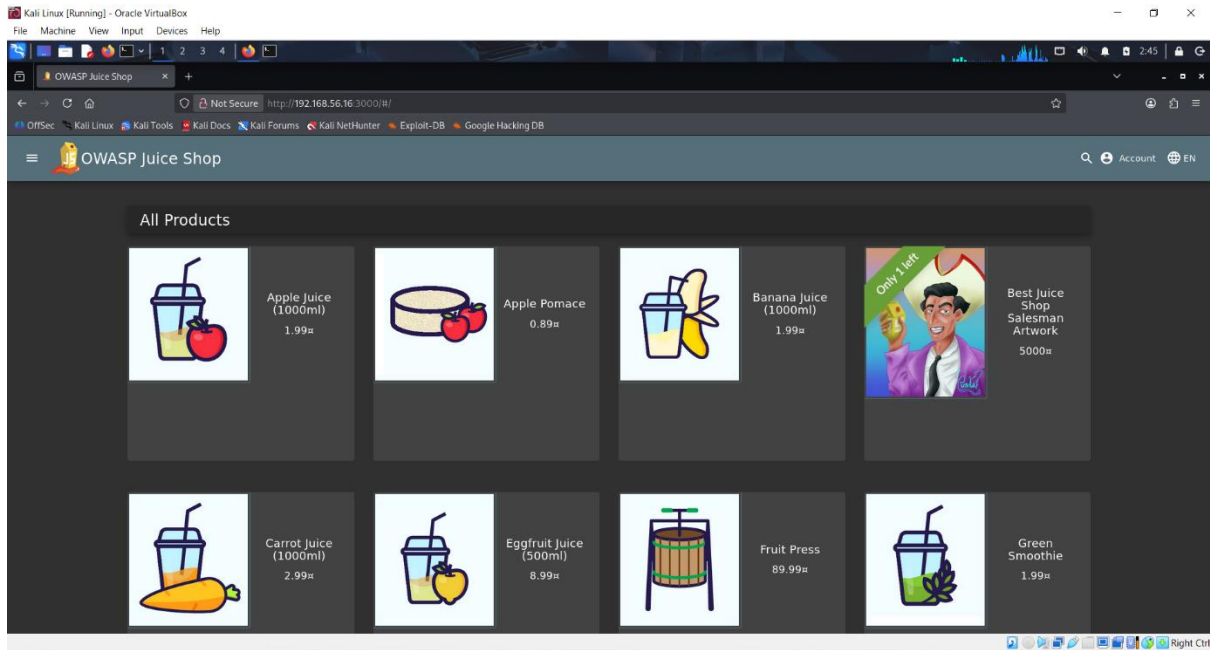 Kali Linux [Running] - Oracle VirtualBox
File Machine View Input Devices Help
1 2 3 4
2:45
OWASP Juice Shop
Not Secure http://192.168.56.16:3000/#/
OffSec Kali Linux Kali Tools Kali Docs Kali Forums Kali NetHunter Exploit-DB Google Hacking DB
JS OWASP Juice Shop
Account EN
All Products
Apple Juice
(1000ml)
1.99¤
Apple Pomace
0.89¤
Banana Juice
(1000ml)
1.99¤
Only 1 left
Best Juice
Shop
Salesman
Artwork
5000¤
Carrot Juice
(1000ml)
2.99¤
Eggfruit Juice
(500ml)
8.99¤
Fruit Press
89.99¤
Green
Smoothie
1.99¤
Right Ctrl